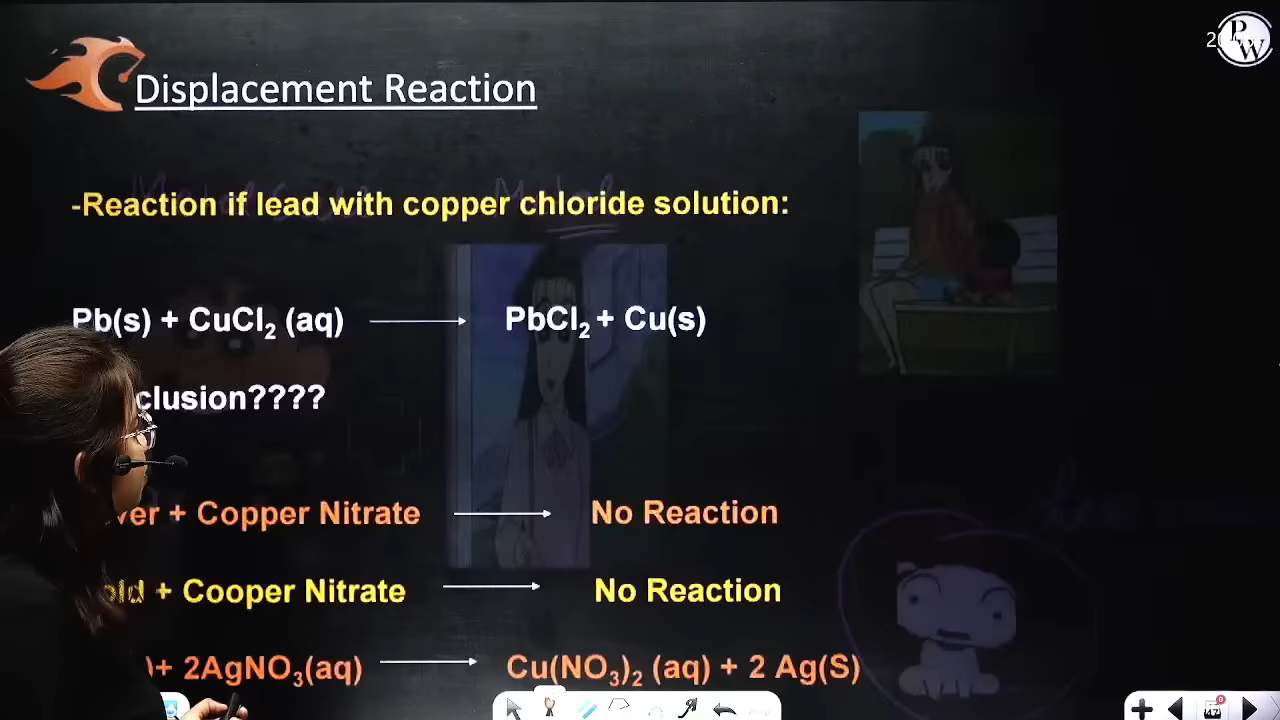 Displacement Reaction
P
W
-Reaction if lead with copper chloride solution:
Pb(s) + CuCl₂ (aq) ⟶ PbCl₂ + Cu(s)
clusion????
ver + Copper Nitrate ⟶ No Reaction
old + Cooper Nitrate ⟶ No Reaction
)+ 2AgNO₃(aq) ⟶ Cu(NO₃)₂ (aq) + 2 Ag(S)